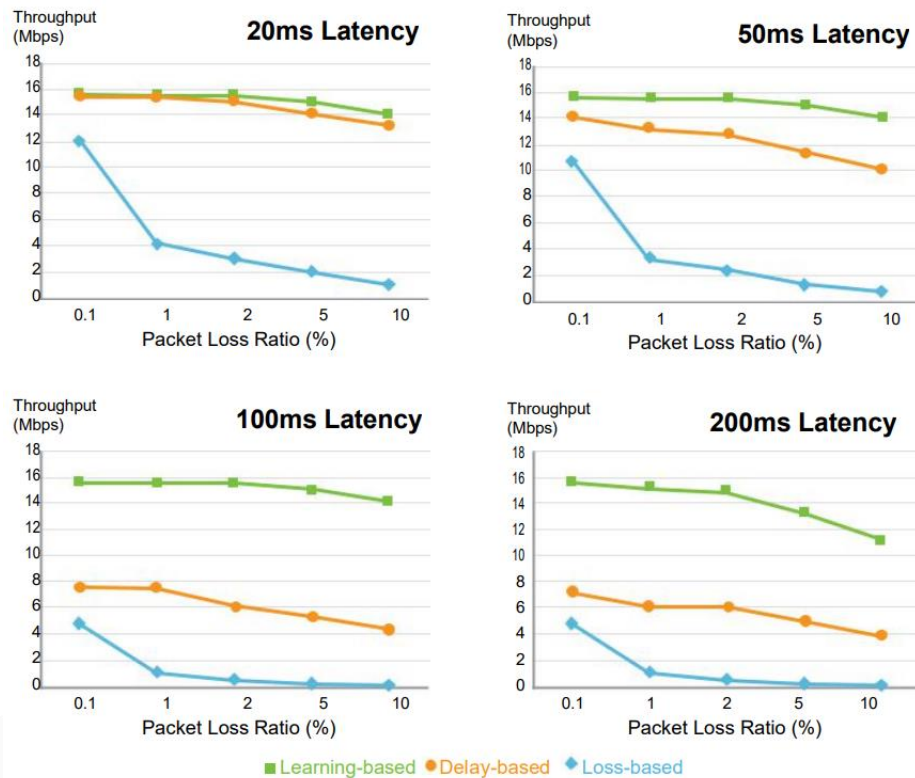 Throughput
(Mbps)
20ms Latency
18
16
14
12
10
8
6
4
2
0
0.1 1 2 5 10
Packet Loss Ratio (%)
Throughput
(Mbps)
50ms Latency
18
16
14
12
10
8
6
4
2
0
0.1 1 2 5 10
Packet Loss Ratio (%)
Throughput
(Mbps)
100ms Latency
18
16
14
12
10
8
6
4
2
0
0.1 1 2 5 10
Packet Loss Ratio (%)
Throughput
(Mbps)
200ms Latency
18
16
14
12
10
8
6
4
2
0
0.1 1 2 5 10
Packet Loss Ratio (%)
Learning-based Delay-based Loss-based